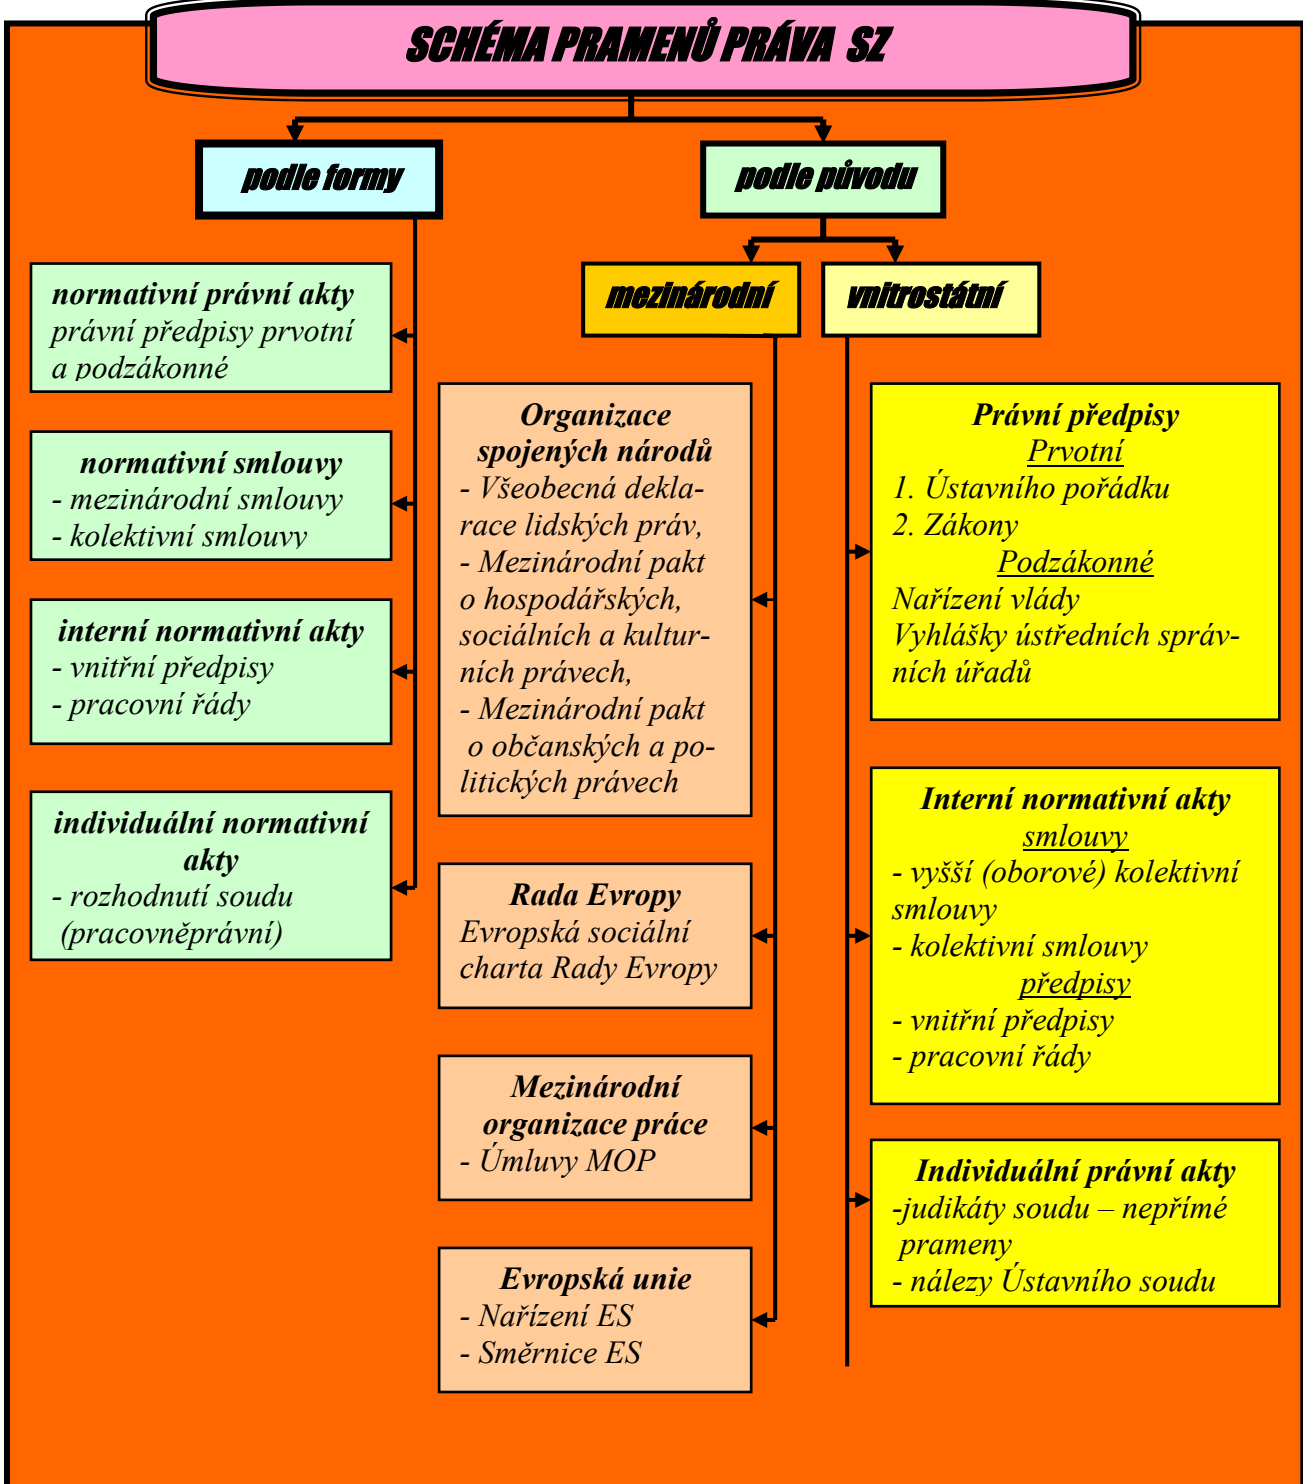 SCHÉMA PRAMENŮ PRÁVA SZ
podle formy
podle původu
mezinárodní
vnitrostátní
normativní právní akty
právní předpisy prvotní
a podzákonné
normativní smlouvy
- mezinárodní smlouvy
- kolektivní smlouvy
interní normativní akty
- vnitřní předpisy
- pracovní řády
individuální normativní
akty
- rozhodnutí soudu
(pracovněprávní)
Organizace
spojených národů
- Všeobecná dekla-
race lidských práv,
- Mezinárodní pakt
o hospodářských,
sociálních a kultur-
ních právech,
- Mezinárodní pakt
o občanských a po-
litických právech
Rada Evropy
Evropská sociální
charta Rady Evropy
Mezinárodní
organizace práce
- Úmluvy MOP
Evropská unie
- Nařízení ES
- Směrnice ES
Právní předpisy
Prvotní
1. Ústavního pořádku
2. Zákony
Podzákonné
Nařízení vlády
Vyhlášky ústředních správ-
ních úřadů
Interní normativní akty
smlouvy
- vyšší (oborové) kolektivní
smlouvy
- kolektivní smlouvy
předpisy
- vnitřní předpisy
- pracovní řády
Individuální právní akty
-judikáty soudu – nepřímé
prameny
- nálezy Ústavního soudu